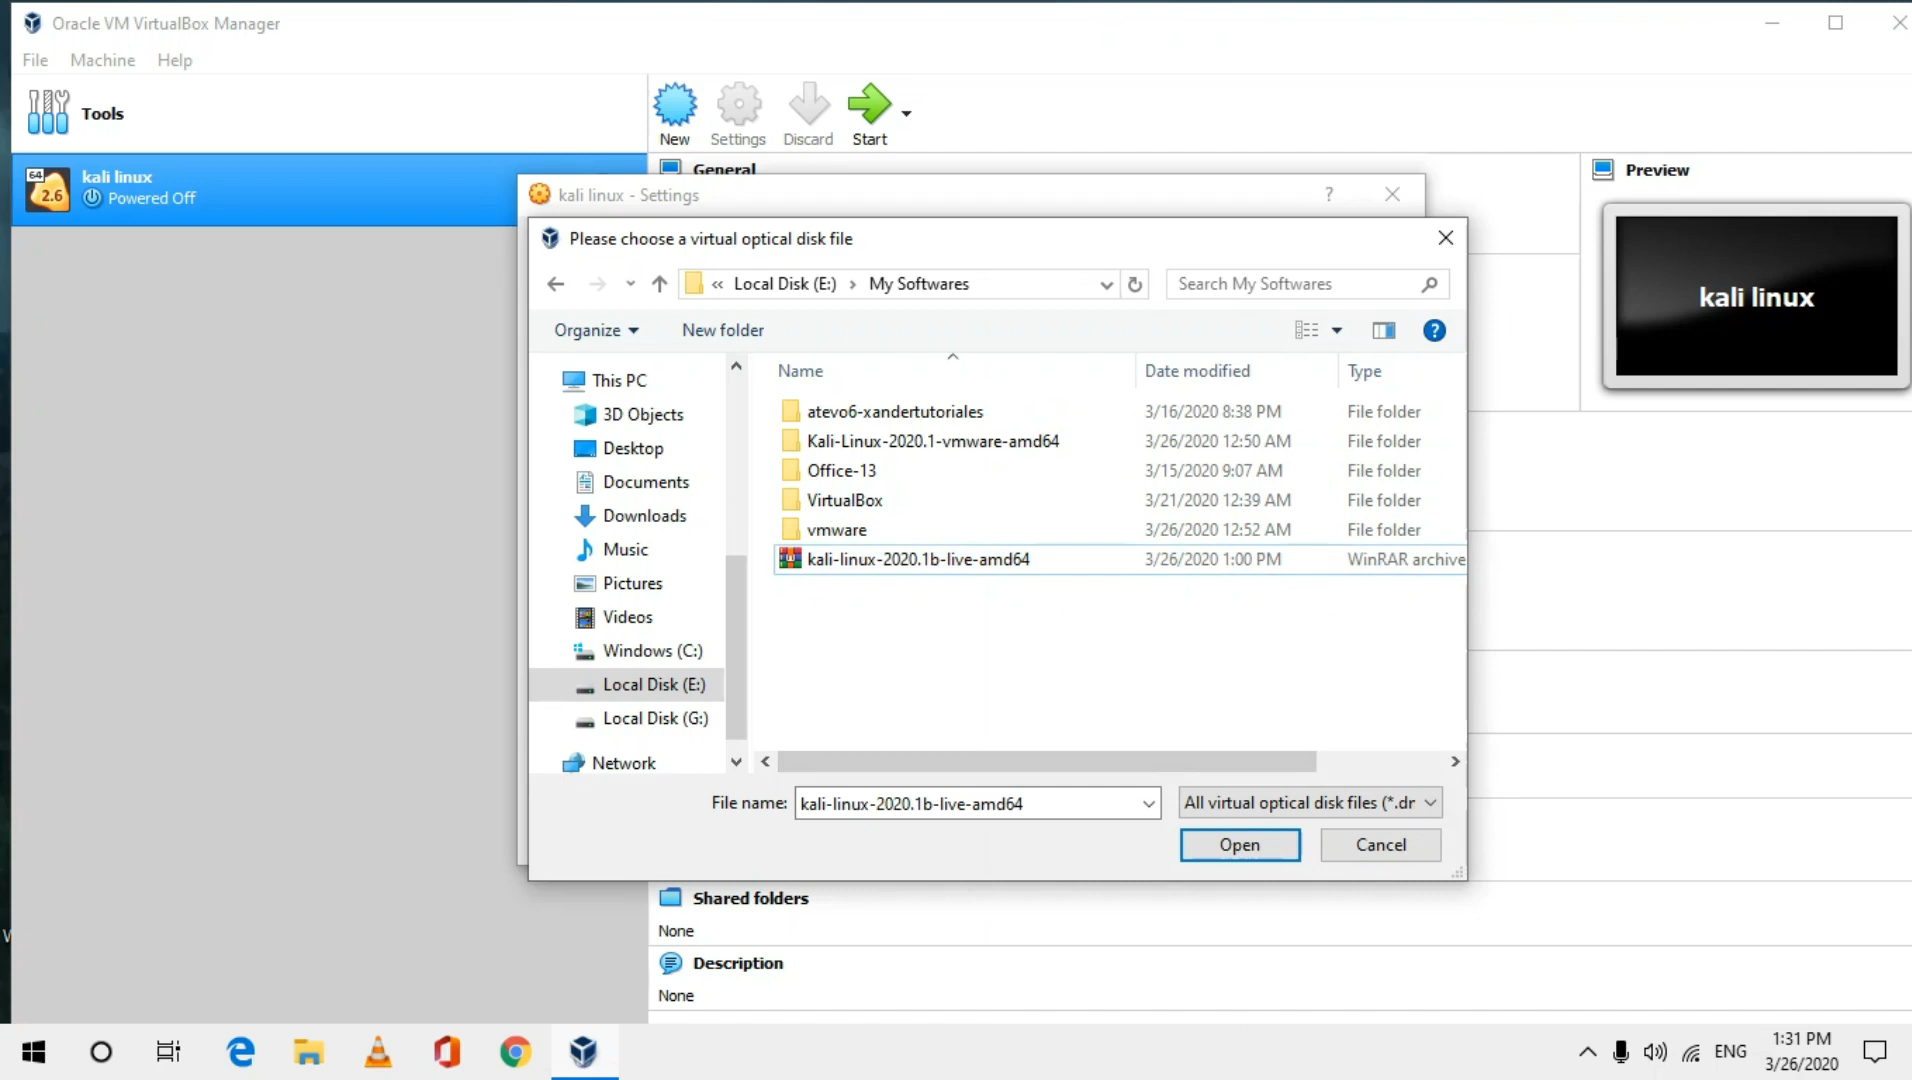 Oracle VM VirtualBox Manager
File Machine Help
Tools
New Settings Discard Start
64
2.6
kali linux
Powered Off
General
Preview
kali linux
kali linux - Settings ?
Please choose a virtual optical disk file
« Local Disk (E:) › My Softwares
Search My Softwares
Organize New folder ?
This PC
3D Objects
Desktop
Documents
Downloads
Music
Pictures
Videos
Windows (C:)
Local Disk (E:)
Local Disk (G:)
Network
Name Date modified Type
atevo6-xandertutoriales 3/16/2020 8:38 PM File folder
Kali-Linux-2020.1-vmware-amd64 3/26/2020 12:50 AM File folder
Office-13 3/15/2020 9:07 AM File folder
VirtualBox 3/21/2020 12:39 AM File folder
vmware 3/26/2020 12:52 AM File folder
kali-linux-2020.1b-live-amd64 3/26/2020 1:00 PM WinRAR archive
File name: kali-linux-2020.1b-live-amd64 All virtual optical disk files (*.dr
Open Cancel
Shared folders
None
Description
None
ENG
1:31 PM
3/26/2020